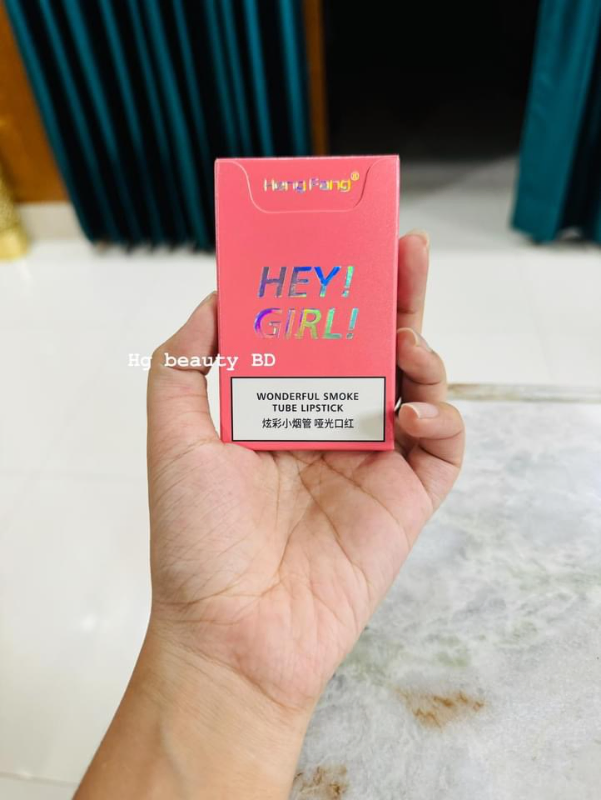 Heng Fang®
HEY!
GIRL!
Hg beauty BD
WONDERFUL SMOKE
TUBE LIPSTICK
炫彩小烟管 哑光口红